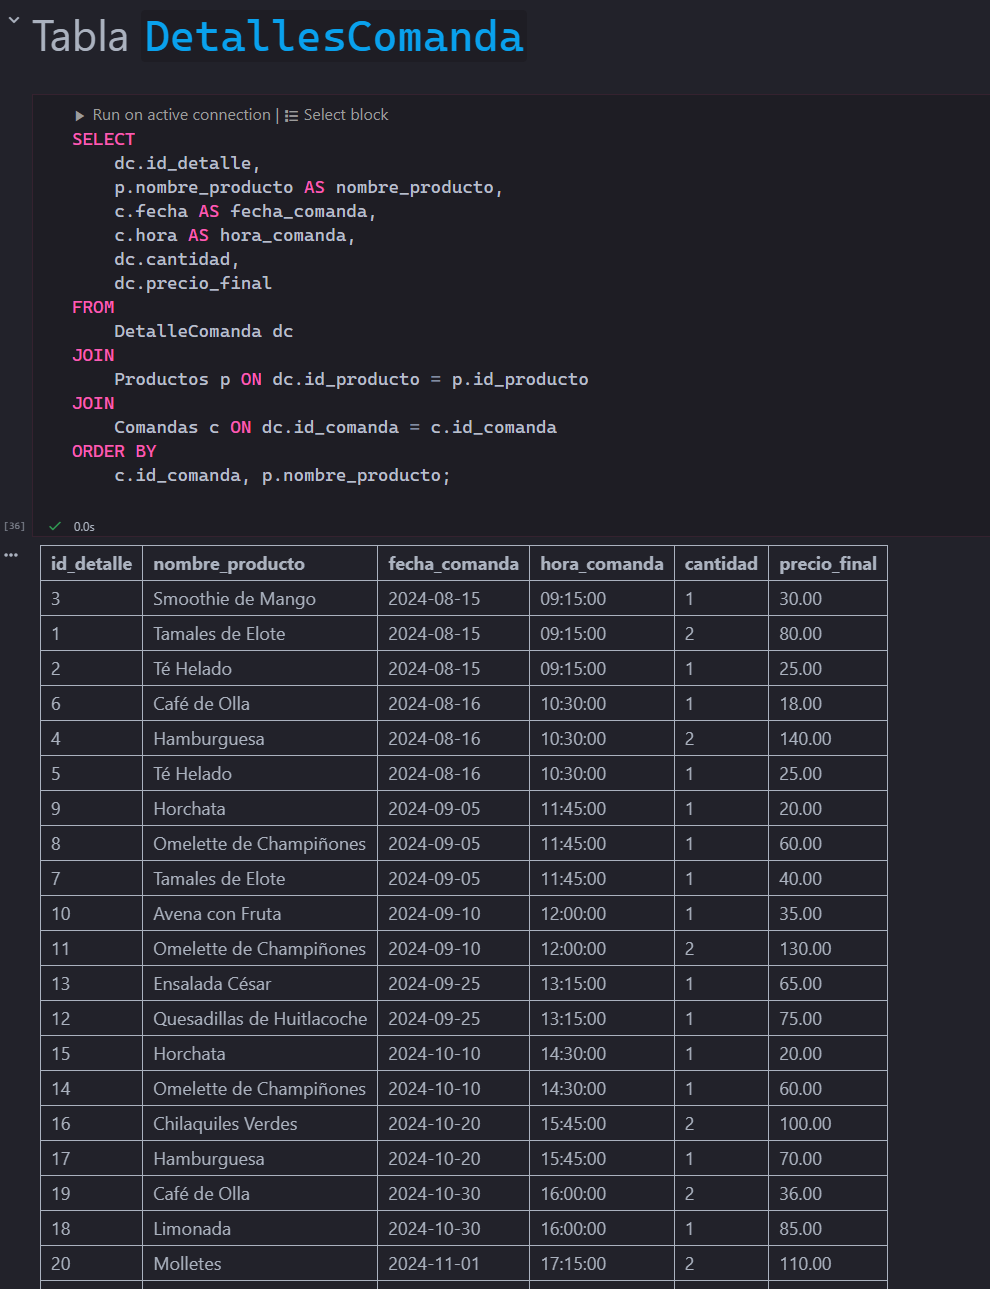 Tabla DetallesComanda
Run on active connection | Select block
SELECT
dc.id_detalle,
p.nombre_producto AS nombre_producto,
c.fecha AS fecha_comanda,
c.hora AS hora_comanda,
dc.cantidad,
dc.precio_final
FROM
DetalleComanda dc
JOIN
Productos p ON dc.id_producto = p.id_producto
JOIN
Comandas c ON dc.id_comanda = c.id_comanda
ORDER BY
c.id_comanda, p.nombre_producto;
[36] 0.0s
id_detalle nombre_producto fecha_comanda hora_comanda cantidad precio_final
3 Smoothie de Mango 2024-08-15 09:15:00 1 30.00
1 Tamales de Elote 2024-08-15 09:15:00 2 80.00
2 Té Helado 2024-08-15 09:15:00 1 25.00
6 Café de Olla 2024-08-16 10:30:00 1 18.00
4 Hamburguesa 2024-08-16 10:30:00 2 140.00
5 Té Helado 2024-08-16 10:30:00 1 25.00
9 Horchata 2024-09-05 11:45:00 1 20.00
8 Omelette de Champiñones 2024-09-05 11:45:00 1 60.00
7 Tamales de Elote 2024-09-05 11:45:00 1 40.00
10 Avena con Fruta 2024-09-10 12:00:00 1 35.00
11 Omelette de Champiñones 2024-09-10 12:00:00 2 130.00
13 Ensalada César 2024-09-25 13:15:00 1 65.00
12 Quesadillas de Huitlacoche 2024-09-25 13:15:00 1 75.00
15 Horchata 2024-10-10 14:30:00 1 20.00
14 Omelette de Champiñones 2024-10-10 14:30:00 1 60.00
16 Chilaquiles Verdes 2024-10-20 15:45:00 2 100.00
17 Hamburguesa 2024-10-20 15:45:00 1 70.00
19 Café de Olla 2024-10-30 16:00:00 2 36.00
18 Limonada 2024-10-30 16:00:00 1 85.00
20 Molletes 2024-11-01 17:15:00 2 110.00